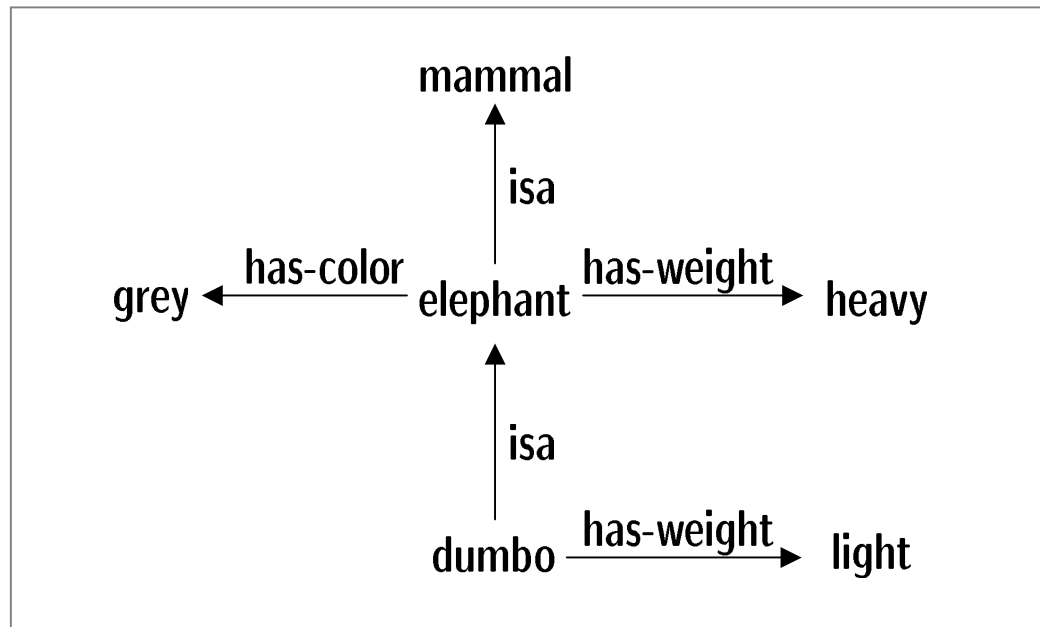 mammal
isa
has-color has-weight
grey elephant heavy
isa
has-weight
dumbo light